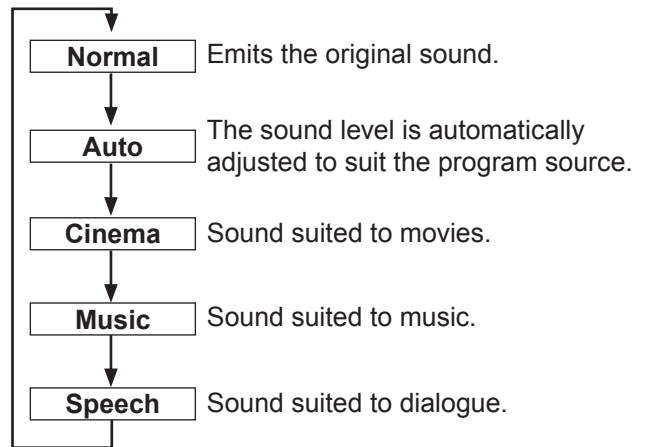 Normal Emits the original sound.
Auto The sound level is automatically
adjusted to suit the program source.
Cinema Sound suited to movies.
Music Sound suited to music.
Speech Sound suited to dialogue.